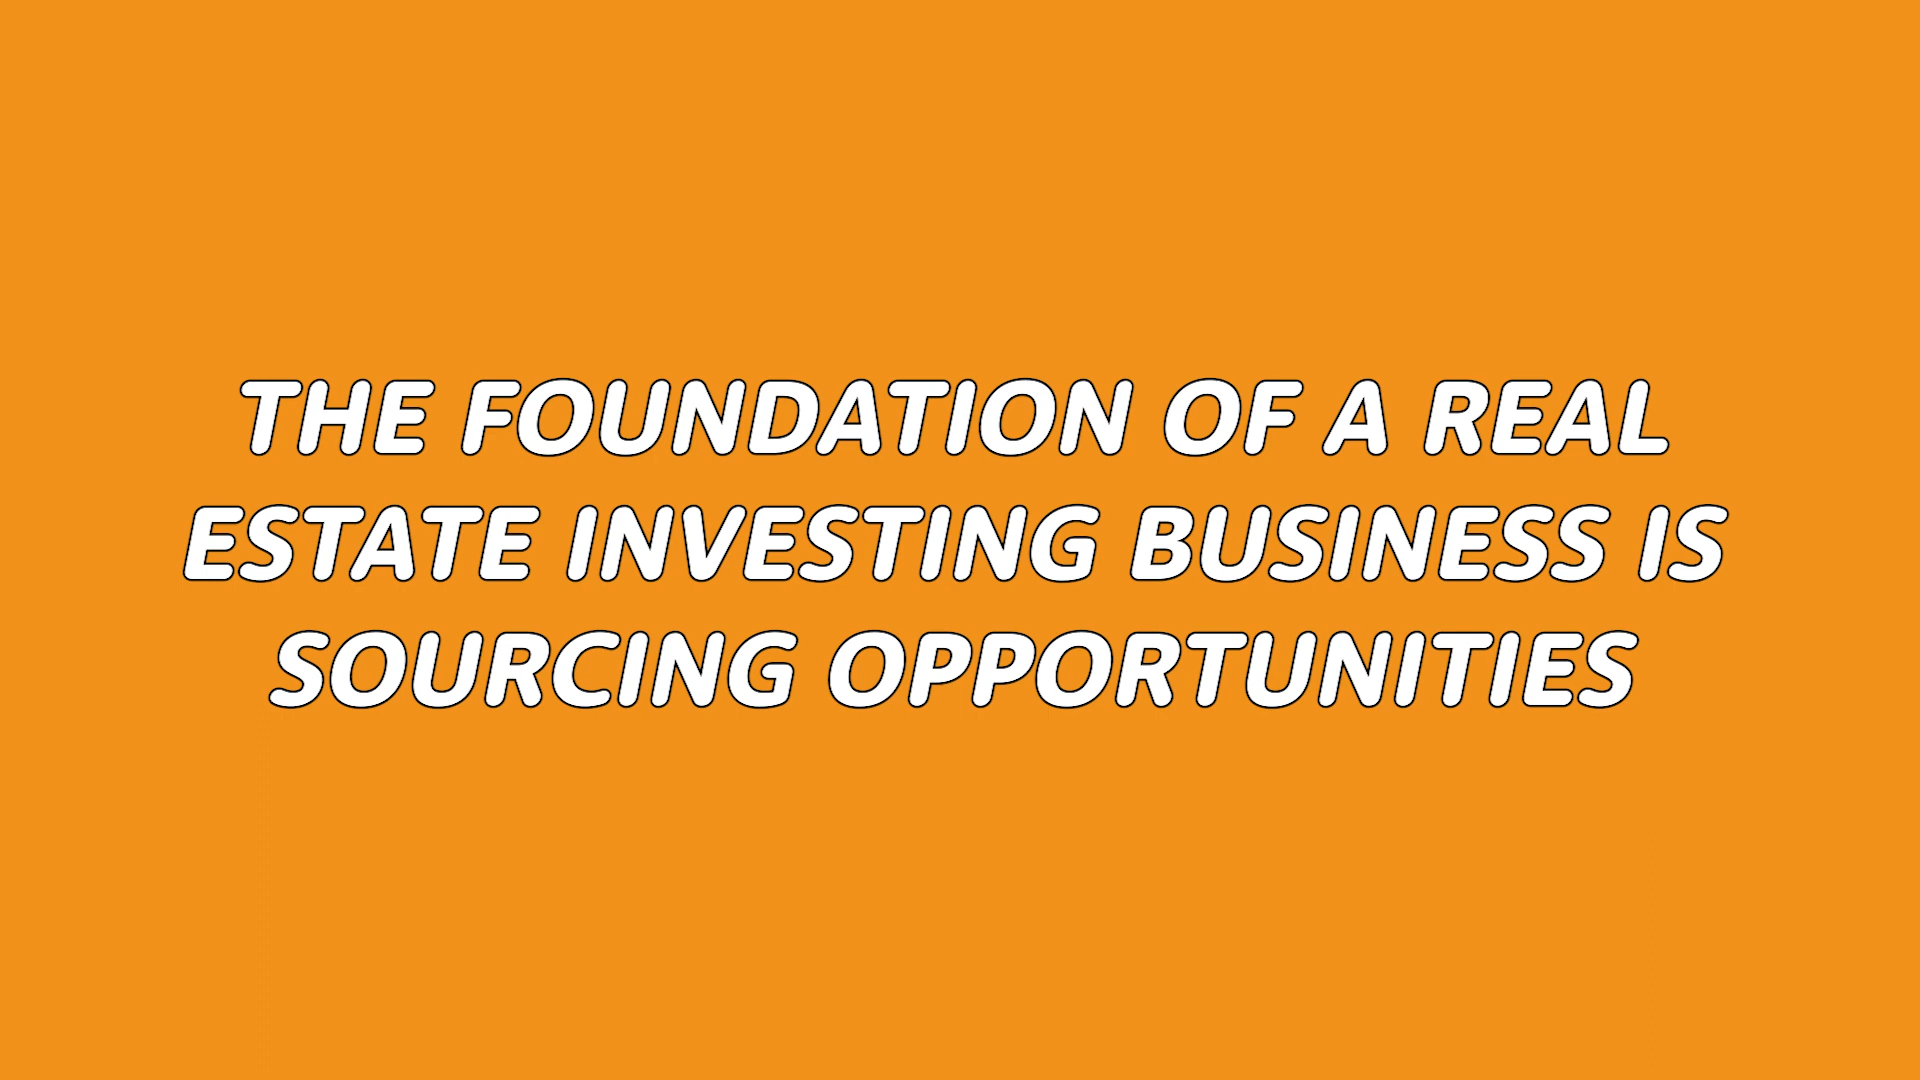 THE FOUNDATION OF A REAL
ESTATE INVESTING BUSINESS IS
SOURCING OPPORTUNITIES